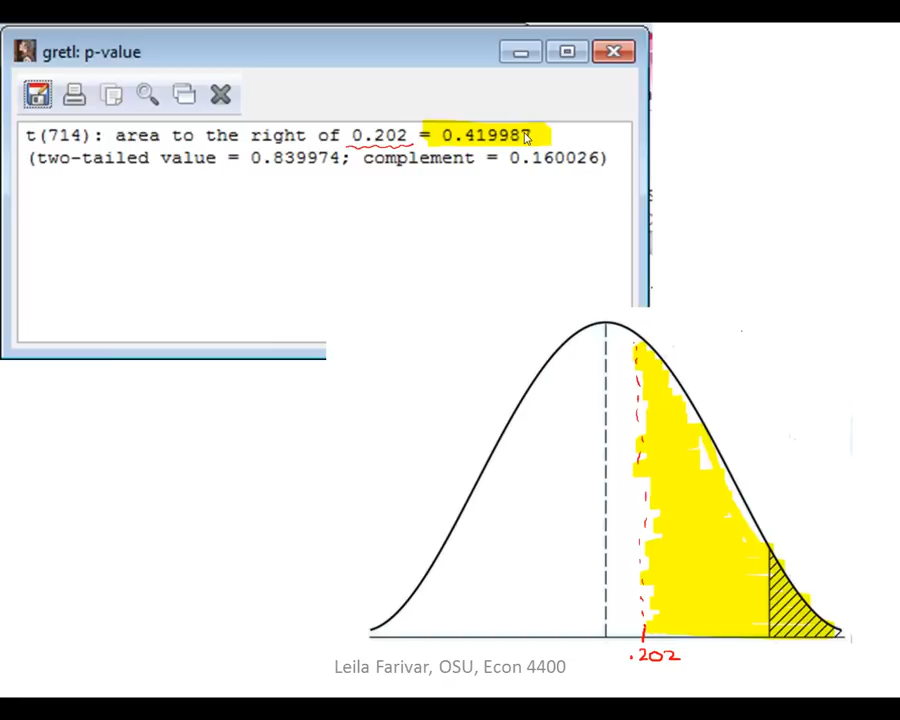 gretl: p-value
t(714): area to the right of 0.202 = 0.419987
(two-tailed value = 0.839974; complement = 0.160026)
.202
Leila Farivar, OSU, Econ 4400